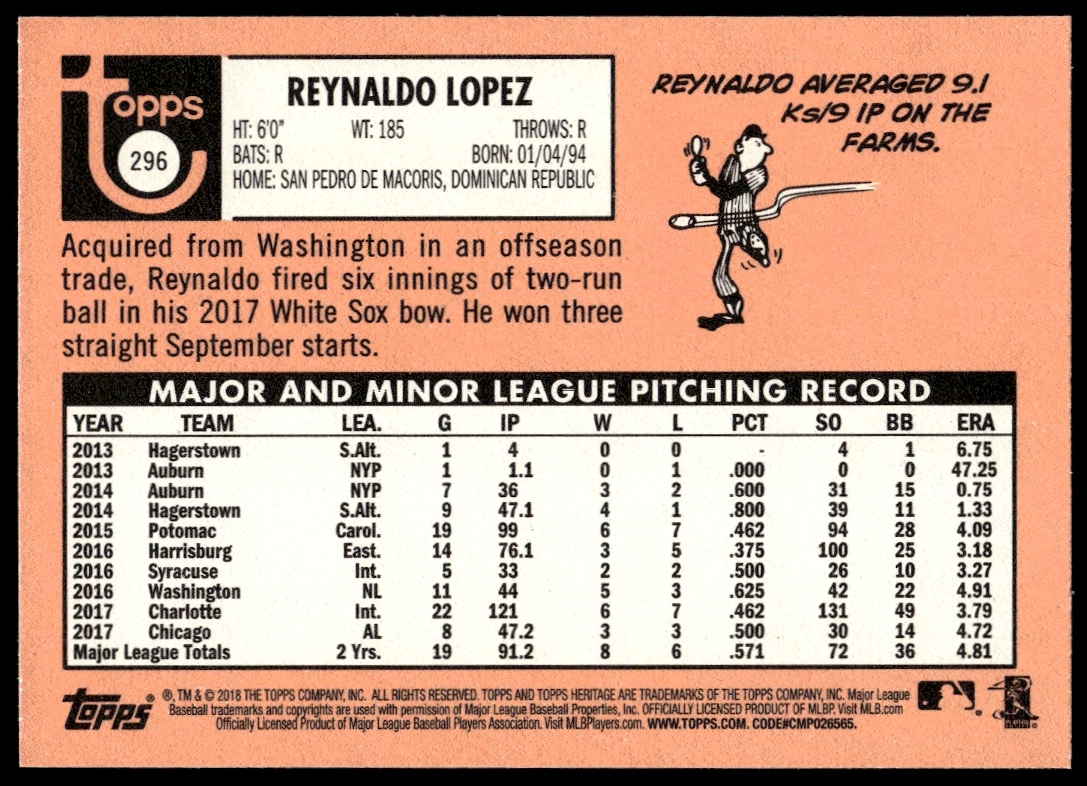 Topps
296
REYNALDO LOPEZ
HT: 6'0" WT: 185 THROWS: R
BATS: R BORN: 01/04/94
HOME: SAN PEDRO DE MACORIS, DOMINICAN REPUBLIC
REYNALDO AVERAGED 9.1
Ks/9 IP ON THE
FARMS.
Acquired from Washington in an offseason
trade, Reynaldo fired six innings of two-run
ball in his 2017 White Sox bow. He won three
straight September starts.
MAJOR AND MINOR LEAGUE PITCHING RECORD
YEAR TEAM LEA. G IP W L PCT SO BB ERA
2013 Hagerstown S.Alt. 1 4 0 0 - 4 1 6.75
2013 Auburn NYP 1 1.1 0 1 .000 0 0 47.25
2014 Auburn NYP 7 36 3 2 .600 31 15 0.75
2014 Hagerstown S.Alt. 9 47.1 4 1 .800 39 11 1.33
2015 Potomac Carol. 19 99 6 7 .462 94 28 4.09
2016 Harrisburg East. 14 76.1 3 5 .375 100 25 3.18
2016 Syracuse Int. 5 33 2 2 .500 26 10 3.27
2016 Washington NL 11 44 5 3 .625 42 22 4.91
2017 Charlotte Int. 22 121 6 7 .462 131 49 3.79
2017 Chicago AL 8 47.2 3 3 .500 30 14 4.72
Major League Totals 2 Yrs. 19 91.2 8 6 .571 72 36 4.81
Topps ® ®, TM & © 2018 THE TOPPS COMPANY, INC. ALL RIGHTS RESERVED. TOPPS AND TOPPS HERITAGE ARE TRADEMARKS OF THE TOPPS COMPANY, INC. Major League
Baseball trademarks and copyrights are used with permission of Major League Baseball Properties, Inc. OFFICIALLY LICENSED PRODUCT OF MLBP. Visit MLB.com
Officially Licensed Product of Major League Baseball Players Association. Visit MLBPlayers.com. WWW.TOPPS.COM. CODE#CMP026565.